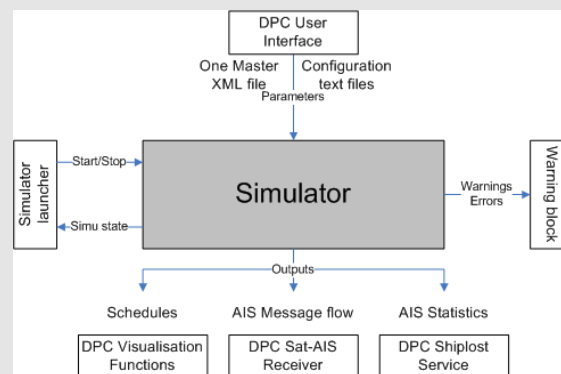 DPC User
Interface
One Master
XML file
Configuration
text files
Parameters
Simulator
launcher
Start/Stop
Simu state
Simulator
Warnings
Errors
Warning block
Outputs
Schedules
AIS Message flow
AIS Statistics
DPC Visualisation
Functions
DPC Sat-AIS
Receiver
DPC Shiplost
Service